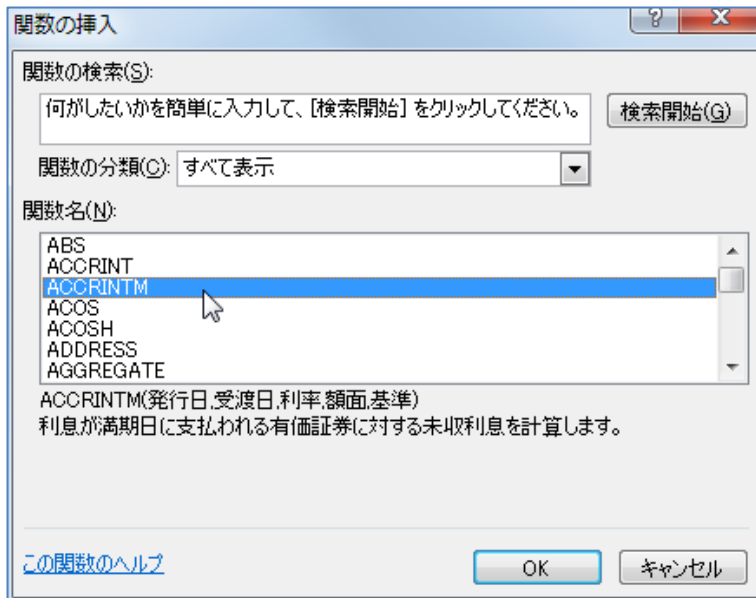 関数の挿入
?
関数の検索(S):
何がしたいかを簡単に入力して、[検索開始] をクリックしてください。
検索開始(G)
関数の分類(C): すべて表示
関数名(N):
ABS
ACCRINT
ACCRINTM
ACOS
ACOSH
ADDRESS
AGGREGATE
ACCRINTM(発行日,受渡日,利率,額面,基準)
利息が満期日に支払われる有価証券に対する未収利息を計算します。
この関数のヘルプ
OK
キャンセル